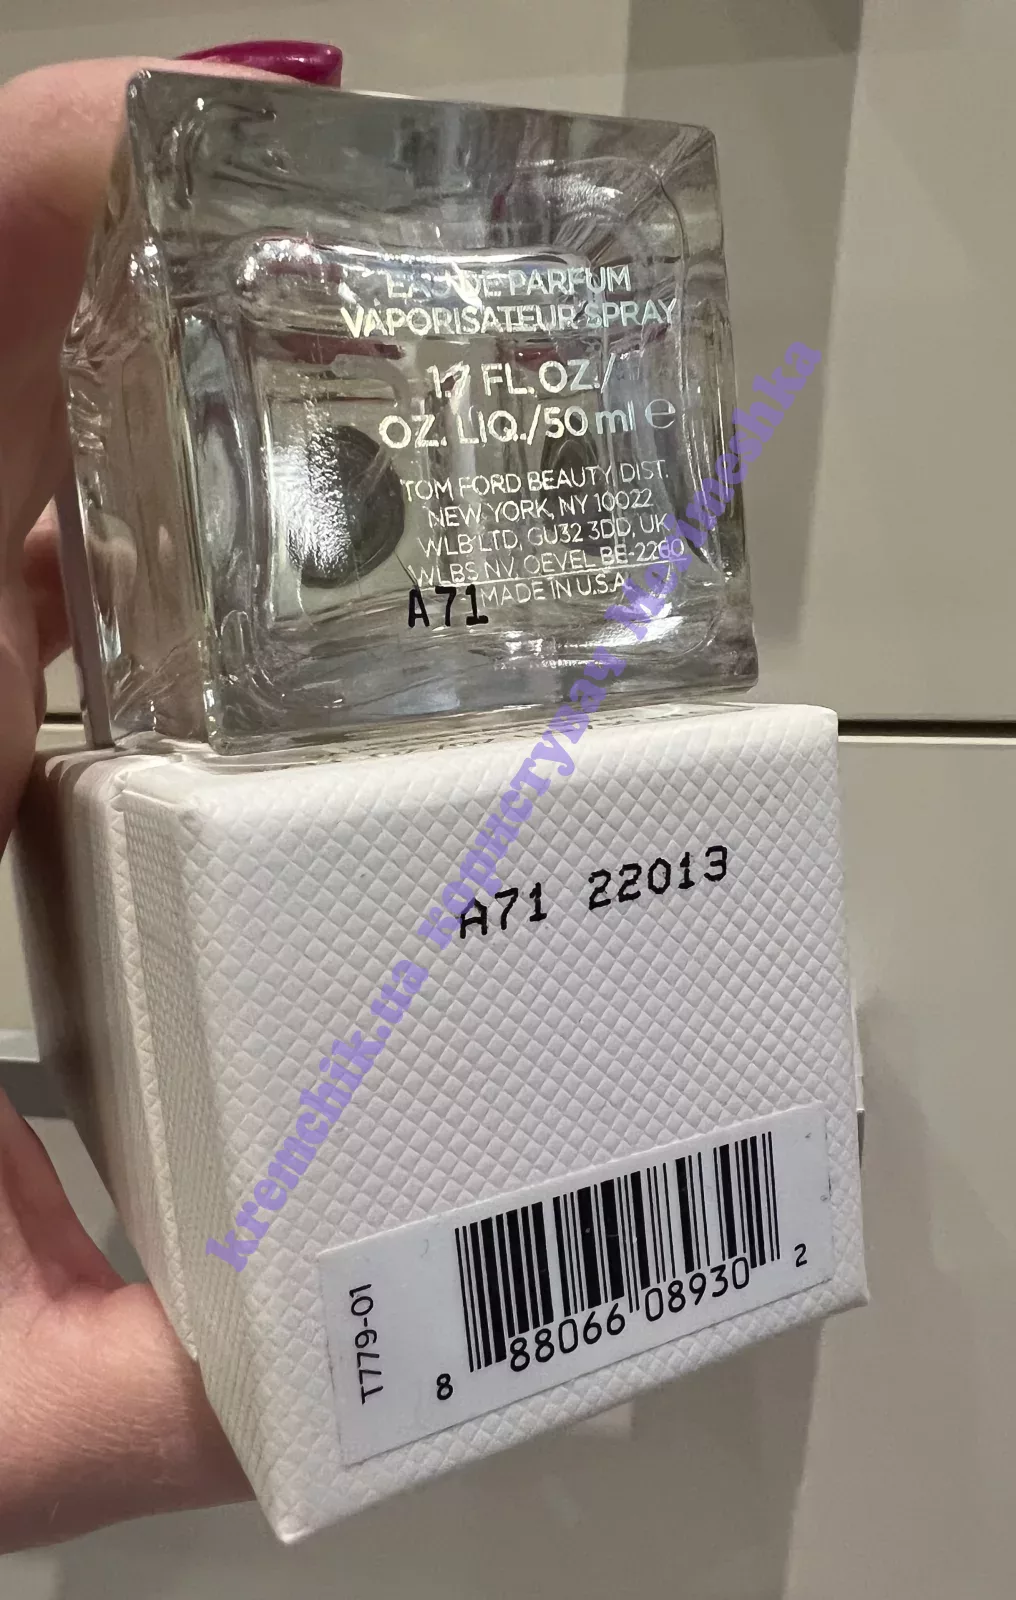 EAU DE PARFUM
VAPORISATEUR SPRAY
1.7 FL. OZ./
OZ. LIQ./50 ml ℮
TOM FORD BEAUTY DIST.
NEW YORK, NY 10022
WLB LTD, GU32 3DD, UK
WLBS NV, OEVEL BE-2260
MADE IN U.S.A.
A71
A71 22013
T779-01
8 88066 08930 2
kremchik.ua користувач Mechmeshka